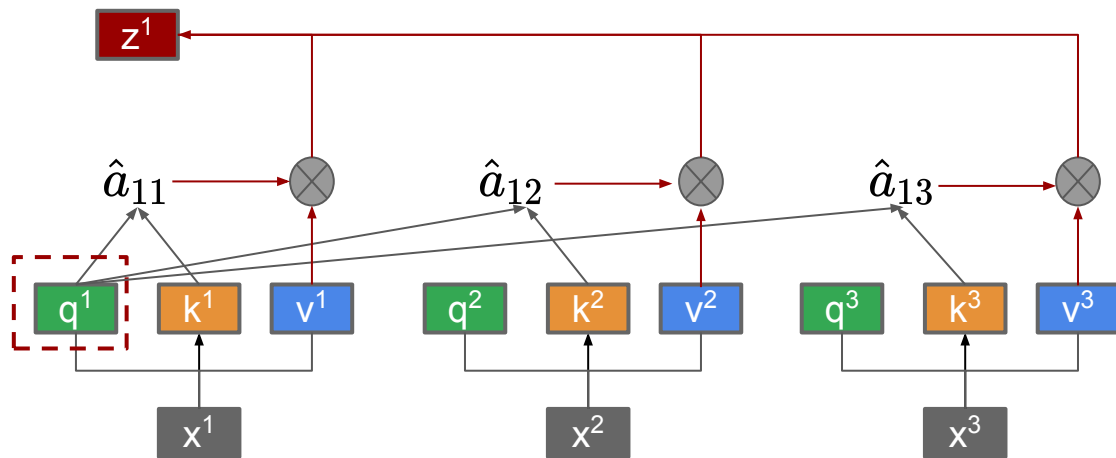 z¹
â₁₁ â₁₂ â₁₃
q¹ k¹ v¹ q² k² v² q³ k³ v³
x¹ x² x³